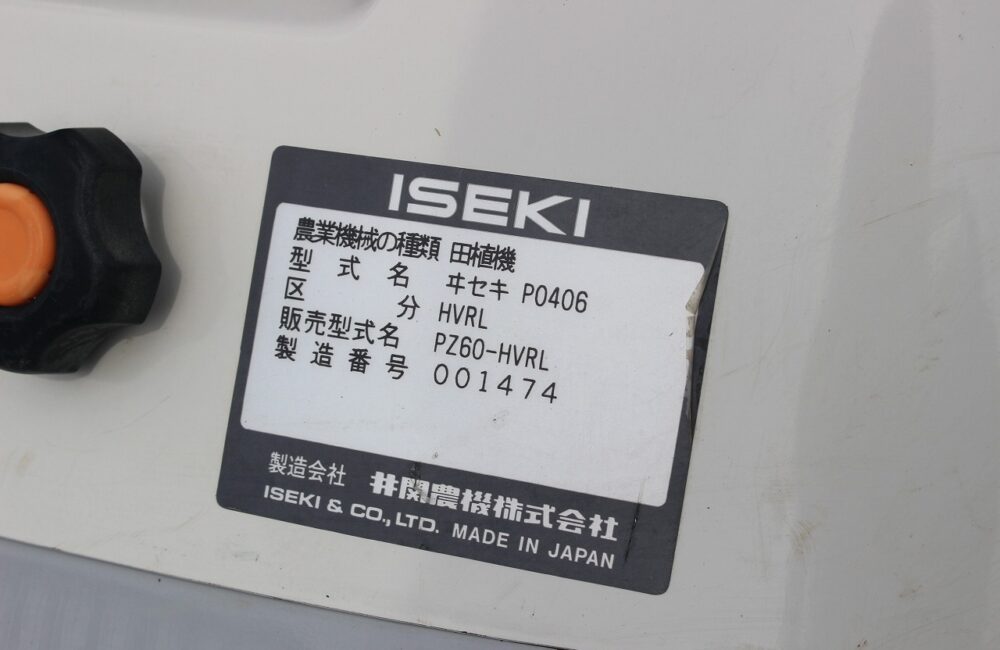 ISEKI
農業機械の種類 田植機
型式名 ヰセキ P0406
区分 HVRL
販売型式名 PZ60-HVRL
製造番号 001474
製造会社 井関農機株式会社
ISEKI & CO., LTD. MADE IN JAPAN